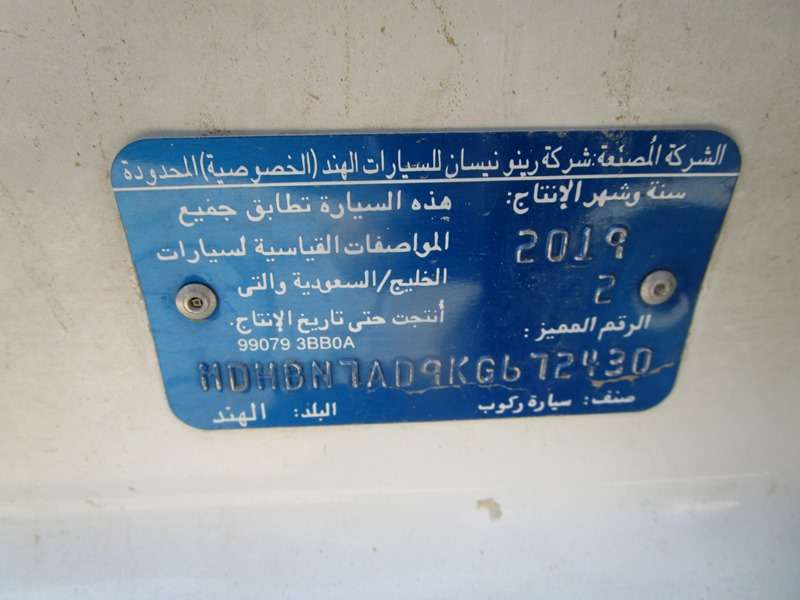 الشركة المُصنعة: شركة رينو نيسان للسيارات الهند (الخصوصية) المحدودة
سنة وشهر الإنتاج:
2019
2
الرقم المميز:
هذه السيارة تطابق جميع
المواصفات القياسية لسيارات
الخليج/السعودية والتى
أُنتجت حتى تاريخ الإنتاج.
99079 3BB0A
MDHBN7AD9KG672430
صنف: سيارة ركوب
البلد: الهند